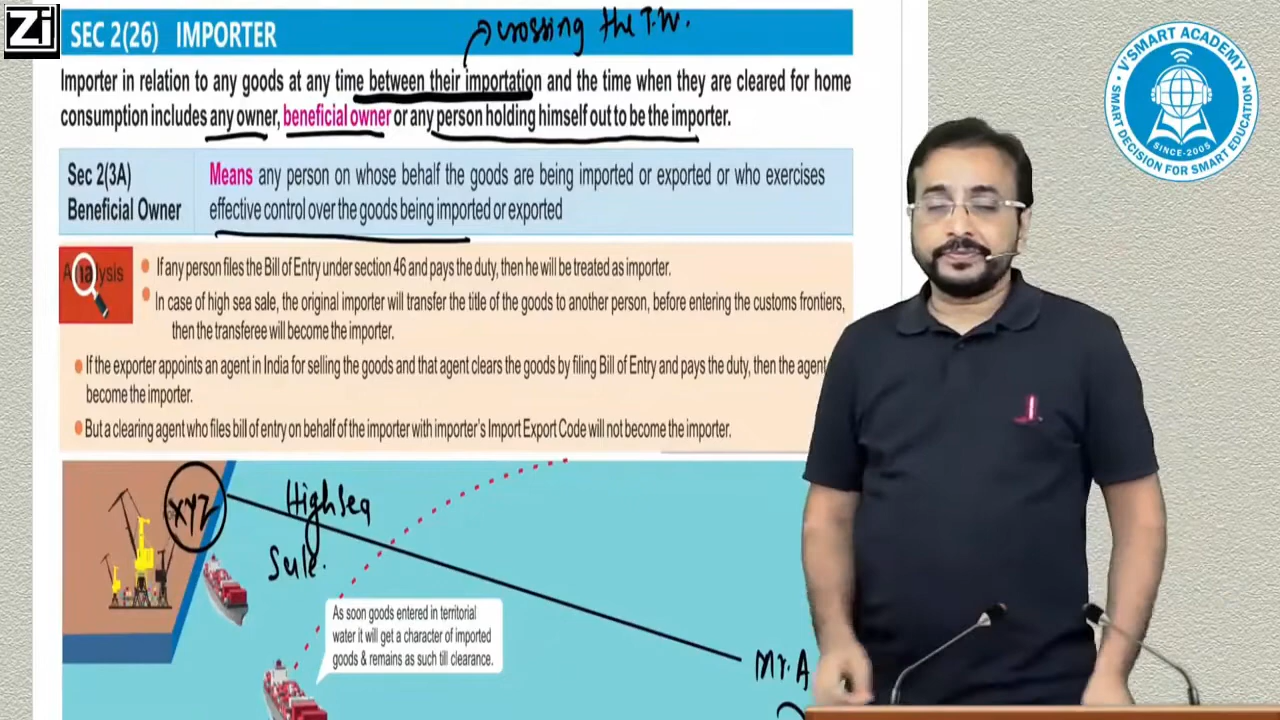 Zi
SEC 2(26) IMPORTER
crossing the T.W.
Importer in relation to any goods at any time between their importation and the time when they are cleared for home
consumption includes any owner, beneficial owner or any person holding himself out to be the importer.
Sec 2(3A)
Beneficial Owner
Means any person on whose behalf the goods are being imported or exported or who exercises
effective control over the goods being imported or exported
Analysis
If any person files the Bill of Entry under section 46 and pays the duty, then he will be treated as importer.
In case of high sea sale, the original importer will transfer the title of the goods to another person, before entering the customs frontiers,
then the transferee will become the importer.
If the exporter appoints an agent in India for selling the goods and that agent clears the goods by filing Bill of Entry and pays the duty, then the agent
become the importer.
But a clearing agent who files bill of entry on behalf of the importer with importer's Import Export Code will not become the importer.
XYZ
High sea
Sale.
As soon goods entered in territorial
water it will get a character of imported
goods & remains as such till clearance.
Mr. A
V'SMART ACADEMY
SINCE-2005
SMART DECISION FOR SMART EDUCATION